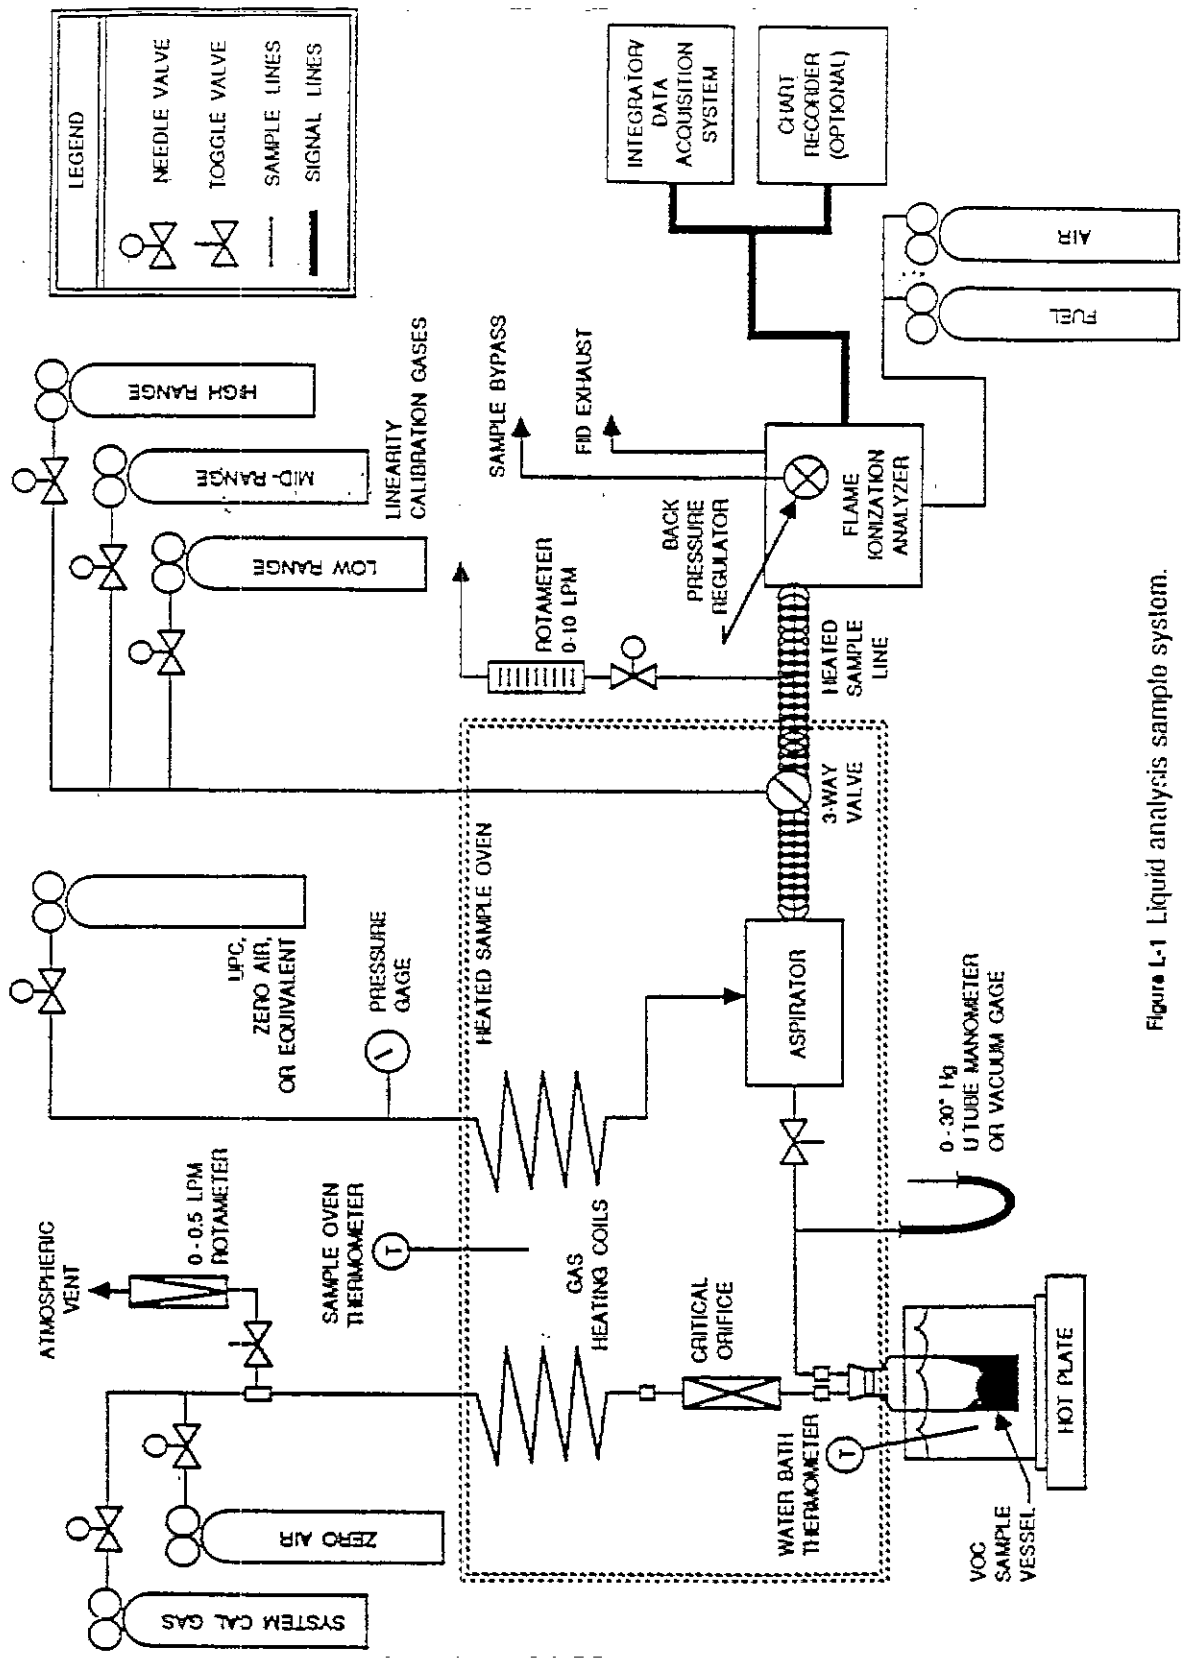 LEGEND
NEEDLE VALVE
TOGGLE VALVE
SAMPLE LINES
SIGNAL LINES
SYSTEM CAL GAS
ZERO AIR
ATMOSPHERIC
VENT
0-0.5 LPM
ROTAMETER
UPC,
ZERO AIR,
OR EQUIVALENT
PRESSURE
GAGE
SAMPLE OVEN
THERMOMETER
HIGH RANGE
MID-RANGE
LOW RANGE
LINEARITY
CALIBRATION GASES
HEATED SAMPLE OVEN
GAS
HEATING COILS
CRITICAL
ORIFICE
WATER BATH
THERMOMETER
T
T
VOC
SAMPLE
VESSEL
HOT PLATE
0-30" Hg
U TUBE MANOMETER
OR VACUUM GAGE
ASPIRATOR
3-WAY
VALVE
HEATED
SAMPLE
LINE
ROTAMETER
0-10 LPM
BACK
PRESSURE
REGULATOR
SAMPLE BYPASS
FID EXHAUST
FLAME
IONIZATION
ANALYZER
INTEGRATOR/
DATA
ACQUISITION
SYSTEM
CHART
RECORDER
(OPTIONAL)
FUEL
AIR
Figure L-1 Liquid analysis sample system.